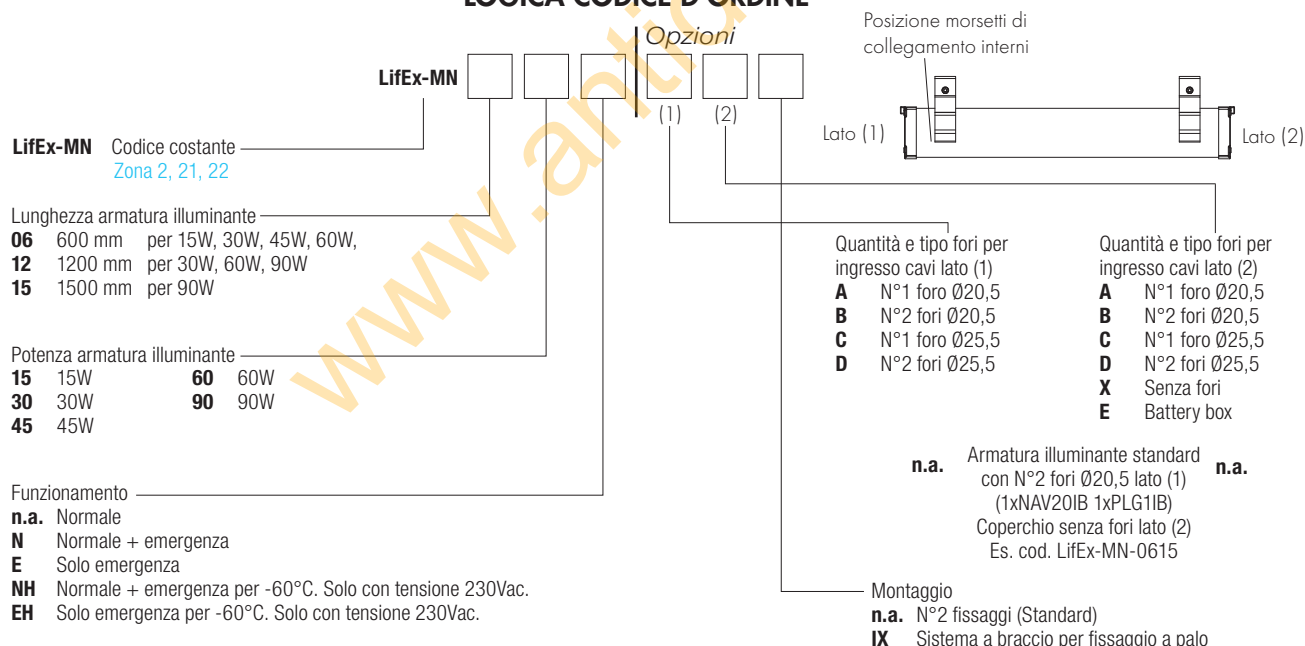 LOGICA CODICE D'ORDINE
Opzioni
LifEx-MN
(1) (2)
Posizione morsetti di
collegamento interni
Lato (1)
Lato (2)
LifEx-MN Codice costante
Zona 2, 21, 22
Lunghezza armatura illuminante
06 600 mm per 15W, 30W, 45W, 60W,
12 1200 mm per 30W, 60W, 90W
15 1500 mm per 90W
Potenza armatura illuminante
15 15W 60 60W
30 30W 90 90W
45 45W
Funzionamento
n.a. Normale
N Normale + emergenza
E Solo emergenza
NH Normale + emergenza per -60°C. Solo con tensione 230Vac.
EH Solo emergenza per -60°C. Solo con tensione 230Vac.
Quantità e tipo fori per
ingresso cavi lato (1)
A N°1 foro Ø20,5
B N°2 fori Ø20,5
C N°1 foro Ø25,5
D N°2 fori Ø25,5
Quantità e tipo fori per
ingresso cavi lato (2)
A N°1 foro Ø20,5
B N°2 fori Ø20,5
C N°1 foro Ø25,5
D N°2 fori Ø25,5
X Senza fori
E Battery box
n.a. Armatura illuminante standard n.a.
con N°2 fori Ø20,5 lato (1)
(1xNAV20IB 1xPLG1IB)
Coperchio senza fori lato (2)
Es. cod. LifEx-MN-0615
Montaggio
n.a. N°2 fissaggi (Standard)
IX Sistema a braccio per fissaggio a palo
www.antid